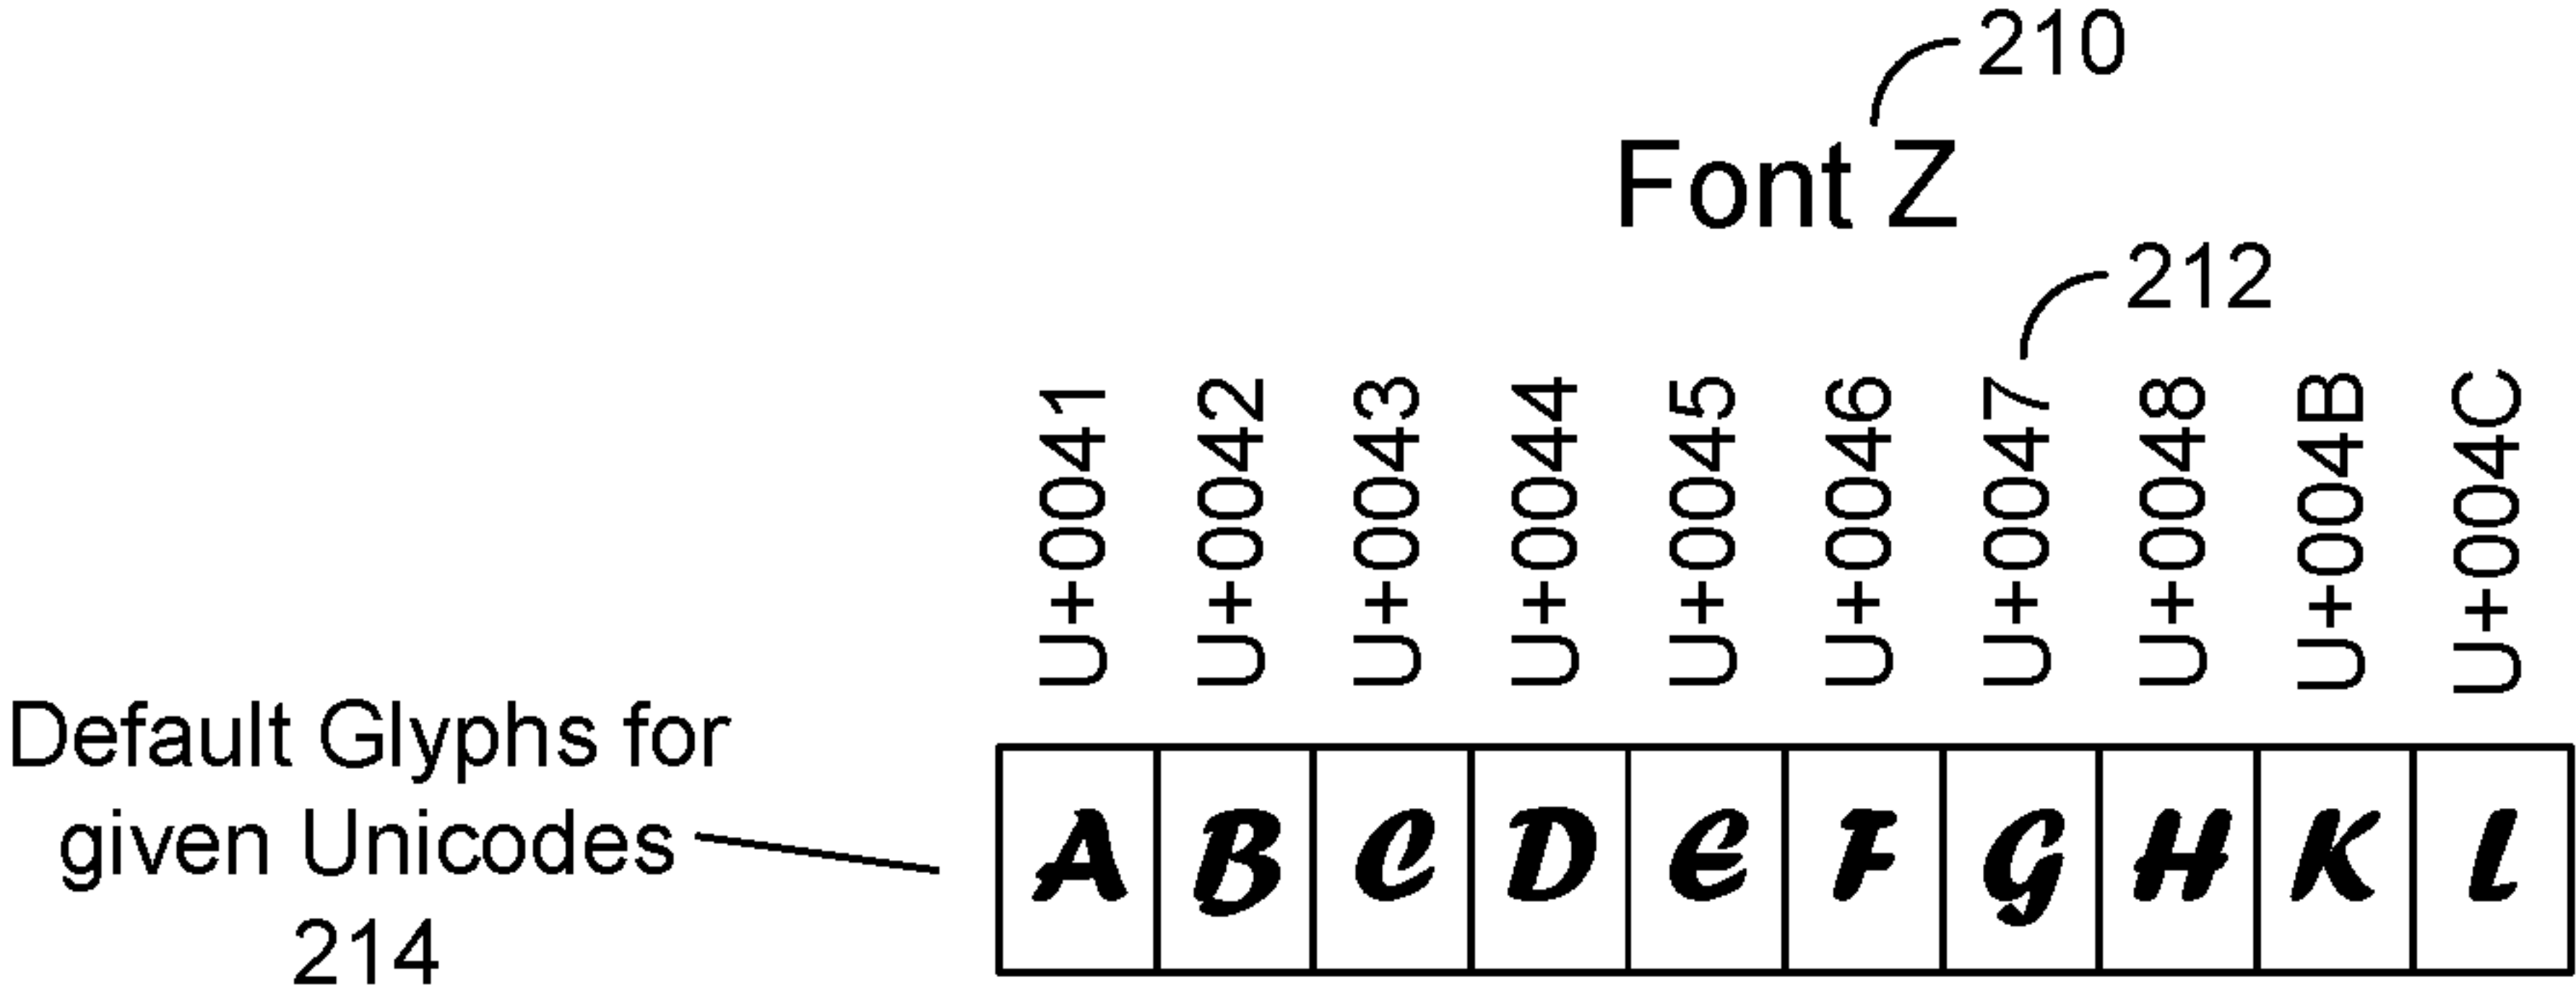 210
Font Z
212
U+0041 U+0042 U+0043 U+0044 U+0045 U+0046 U+0047 U+0048 U+004B U+004C
Default Glyphs for
given Unicodes
214
A B C D E F G H K L